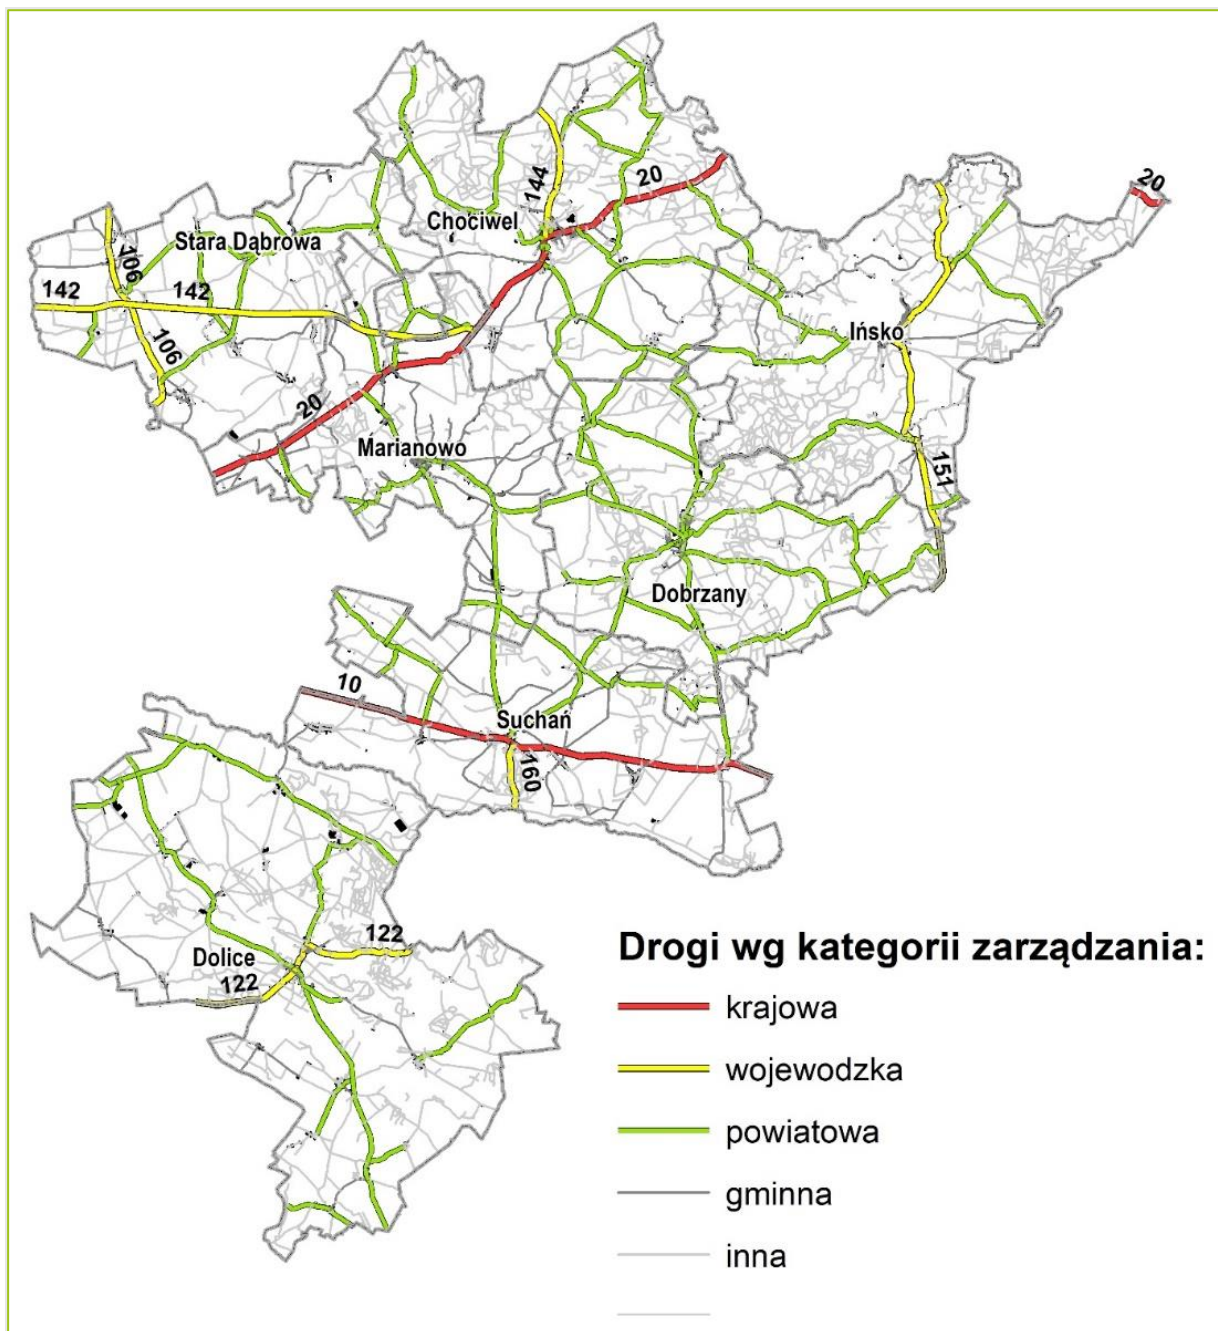 20
20
144
Chociwel
Stara Dąbrowa
106
142
142
106
Ińsko
20
Marianowo
151
Dobrzany
10
Suchań
160
122
Dolice
122
Drogi wg kategorii zarządzania:
krajowa
wojewodzka
powiatowa
gminna
inna